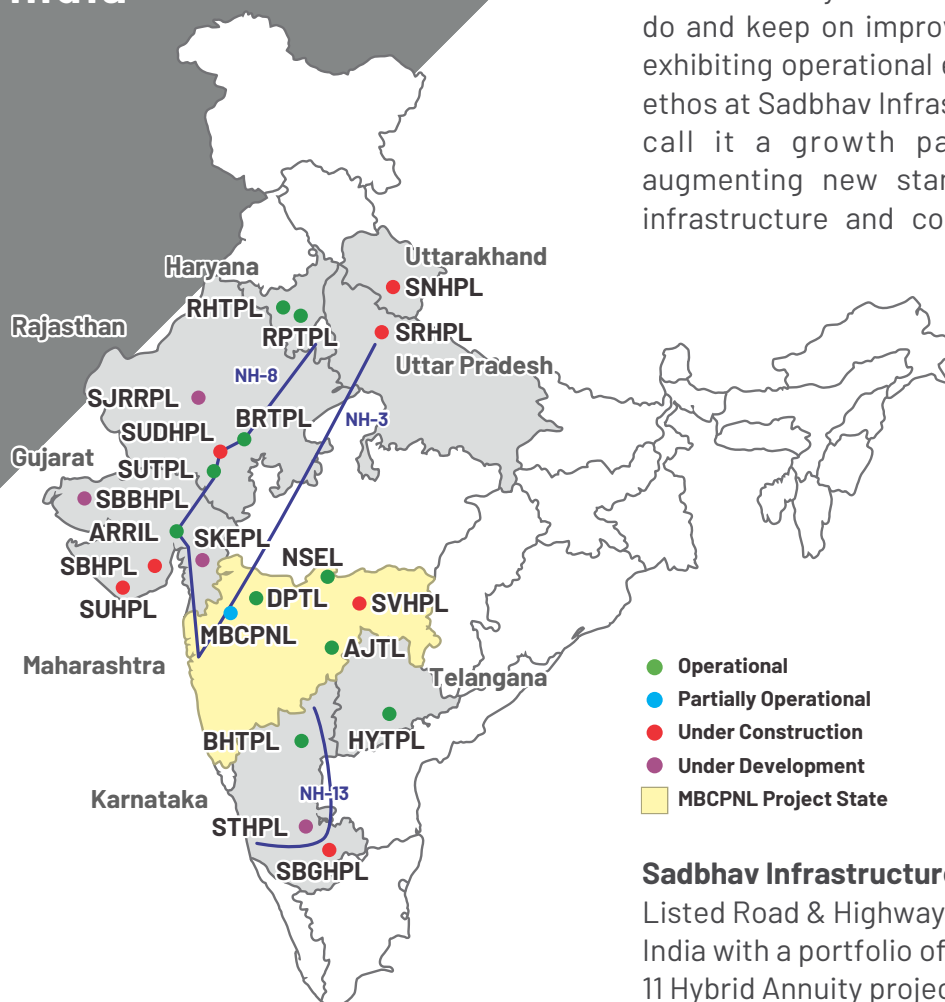 India
do and keep on improv
exhibiting operational e
ethos at Sadbhav Infras
call it a growth pa
augmenting new stan
infrastructure and co
Haryana
Uttarakhand
SNHPL
RHTPL
RPTPL
SRHPL
Rajasthan
Uttar Pradesh
NH-8
SJRRPL
BRTPL
NH-3
SUDHPL
Gujarat
SUTPL
SBBHPL
ARRIL
SKEPL
SBHPL
NSEL
SUHPL
DPTL
SVHPL
MBCPNL
AJTL
Maharashtra
Telangana
BHTPL
HYTPL
Karnataka
NH-13
STHPL
SBGHPL
Operational
Partially Operational
Under Construction
Under Development
MBCPNL Project State
Sadbhav Infrastructure
Listed Road & Highway
India with a portfolio of
11 Hybrid Annuity projec